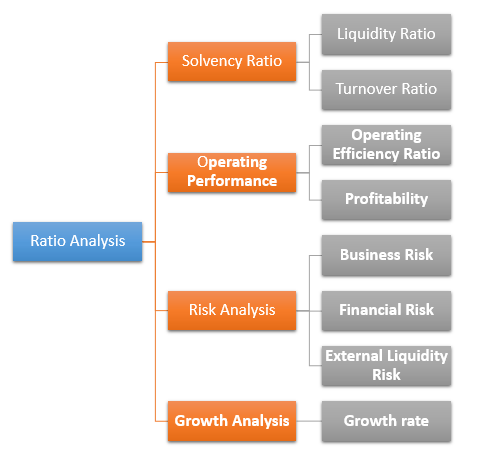 Ratio Analysis
Solvency Ratio
Liquidity Ratio
Turnover Ratio
Operating
Performance
Operating
Efficiency Ratio
Profitability
Risk Analysis
Business Risk
Financial Risk
External Liquidity
Risk
Growth Analysis
Growth rate